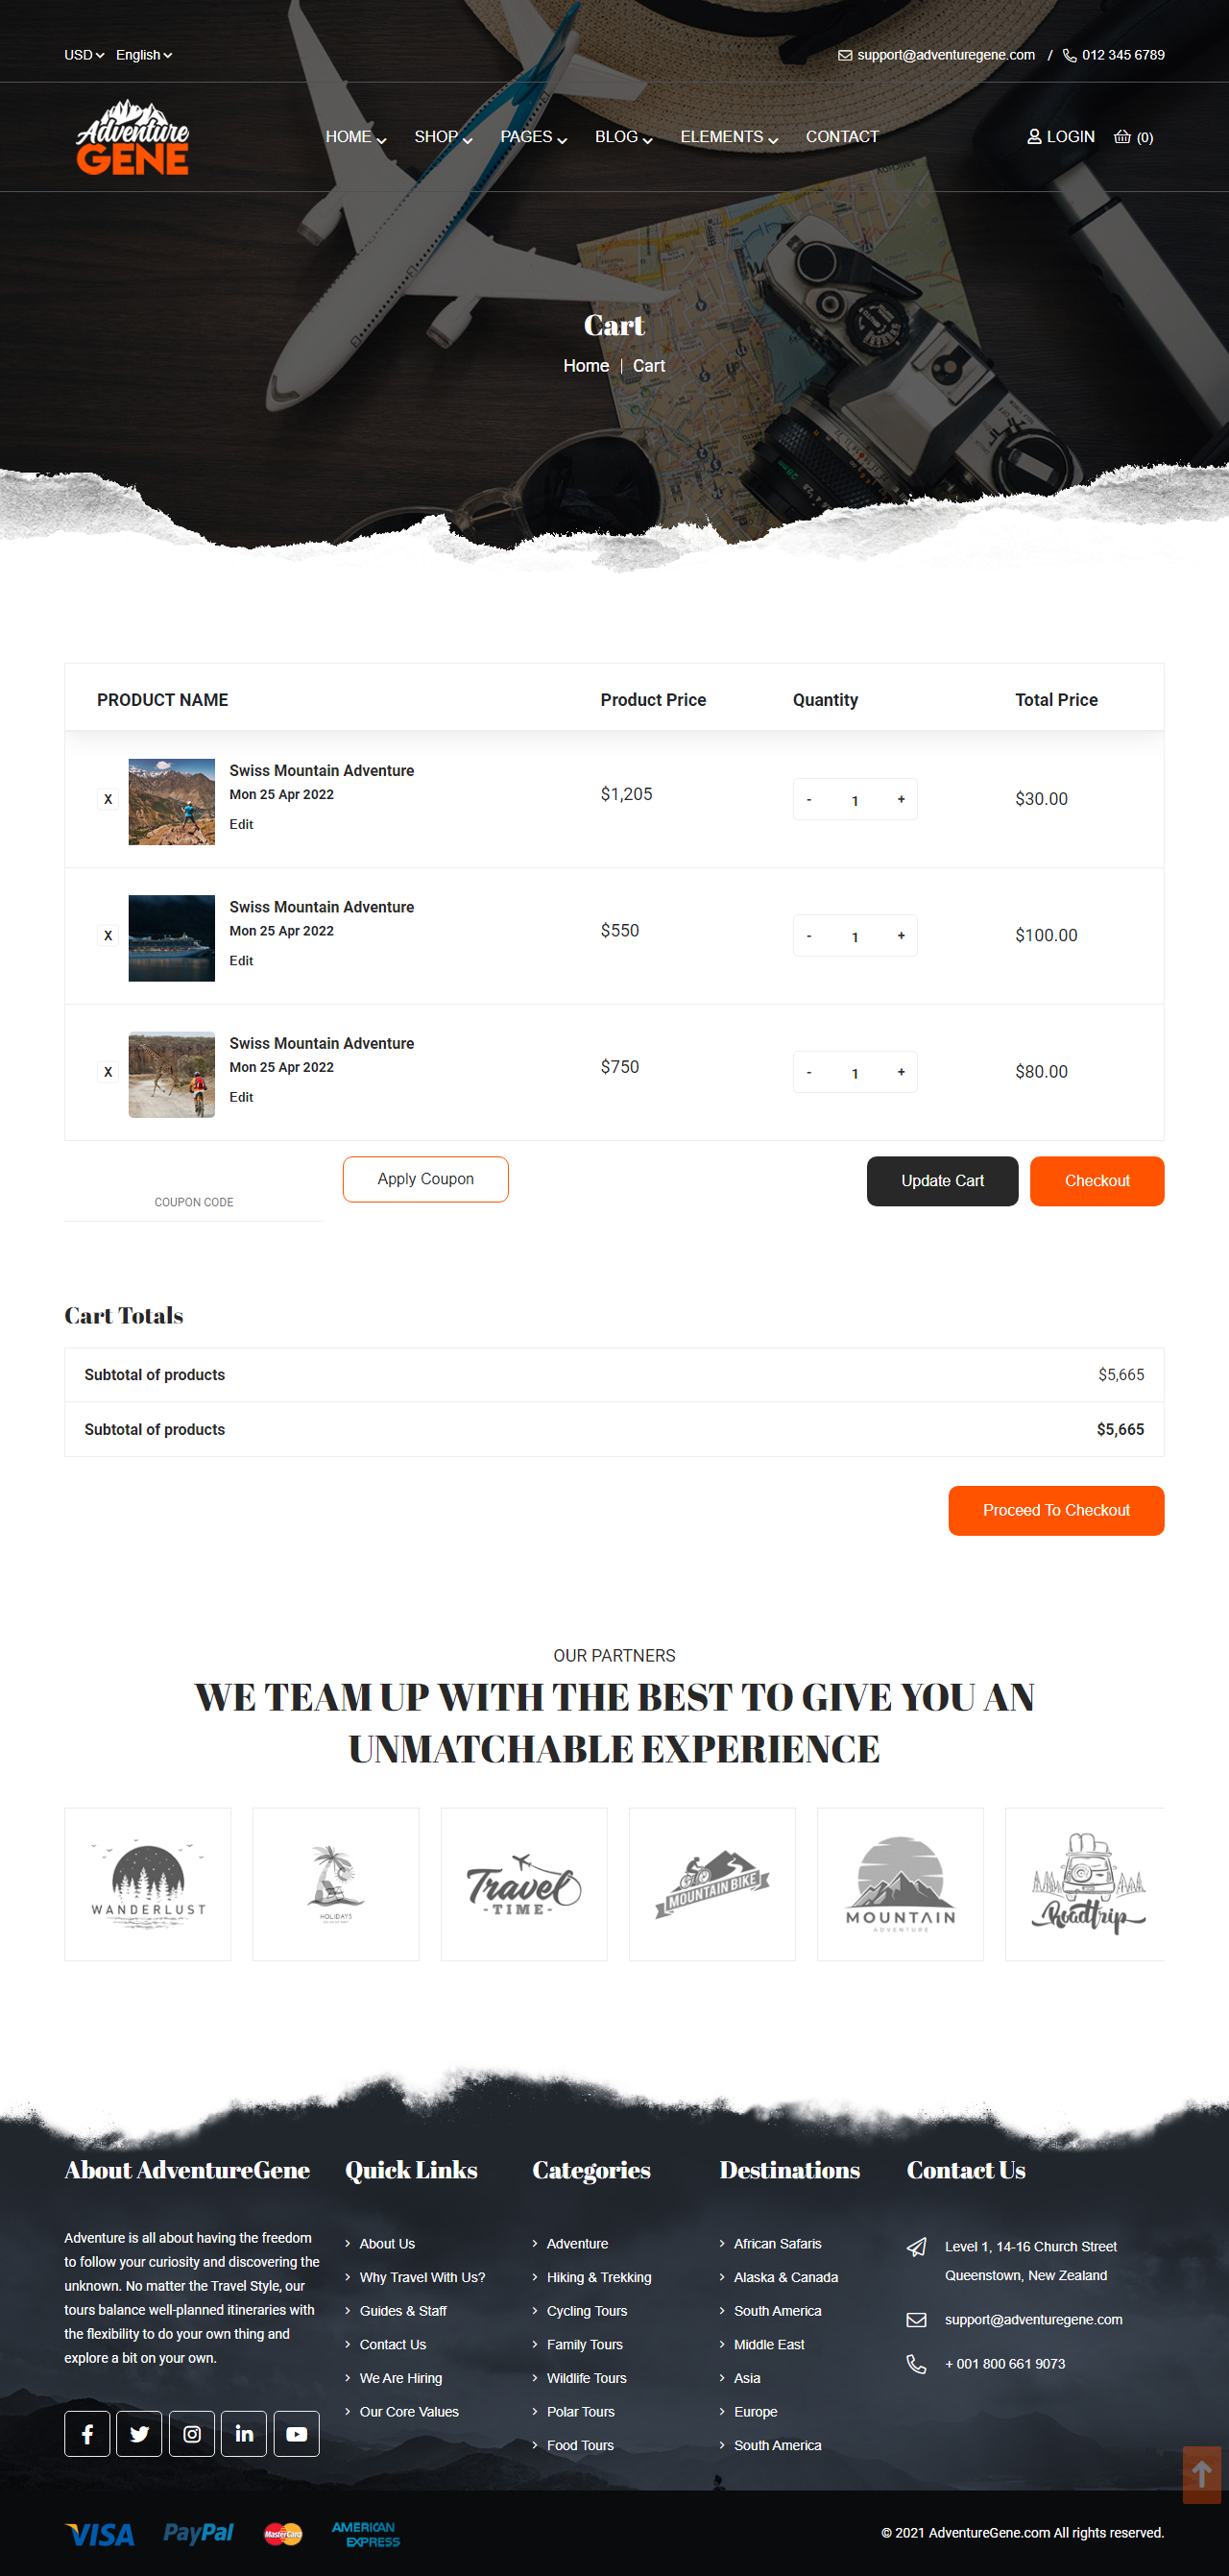 USD English support@adventuregene.com / 012 345 6789
Adventure
GENE
HOME SHOP PAGES BLOG ELEMENTS CONTACT LOGIN (0)
Cart
Home | Cart
PRODUCT NAME Product Price Quantity Total Price
Swiss Mountain Adventure
Mon 25 Apr 2022
Edit
X $1,205 - 1 + $30.00
Swiss Mountain Adventure
Mon 25 Apr 2022
Edit
X $550 - 1 + $100.00
Swiss Mountain Adventure
Mon 25 Apr 2022
Edit
X $750 - 1 + $80.00
COUPON CODE Apply Coupon Update Cart Checkout
Cart Totals
Subtotal of products $5,665
Subtotal of products $5,665
Proceed To Checkout
OUR PARTNERS
WE TEAM UP WITH THE BEST TO GIVE YOU AN
UNMATCHABLE EXPERIENCE
WANDERLUST
HOLIDAYS
Travel
-TIME-
MOUNTAIN BIKE
MOUNTAIN
ADVENTURE
Roadtrip
About AdventureGene
Adventure is all about having the freedom
to follow your curiosity and discovering the
unknown. No matter the Travel Style, our
tours balance well-planned itineraries with
the flexibility to do your own thing and
explore a bit on your own.
Quick Links
About Us
Why Travel With Us?
Guides & Staff
Contact Us
We Are Hiring
Our Core Values
Categories
Adventure
Hiking & Trekking
Cycling Tours
Family Tours
Wildlife Tours
Polar Tours
Food Tours
Destinations
African Safaris
Alaska & Canada
South America
Middle East
Asia
Europe
South America
Contact Us
Level 1, 14-16 Church Street
Queenstown, New Zealand
support@adventuregene.com
+ 001 800 661 9073
VISA PayPal MasterCard AMERICAN
EXPRESS
© 2021 AdventureGene.com All rights reserved.